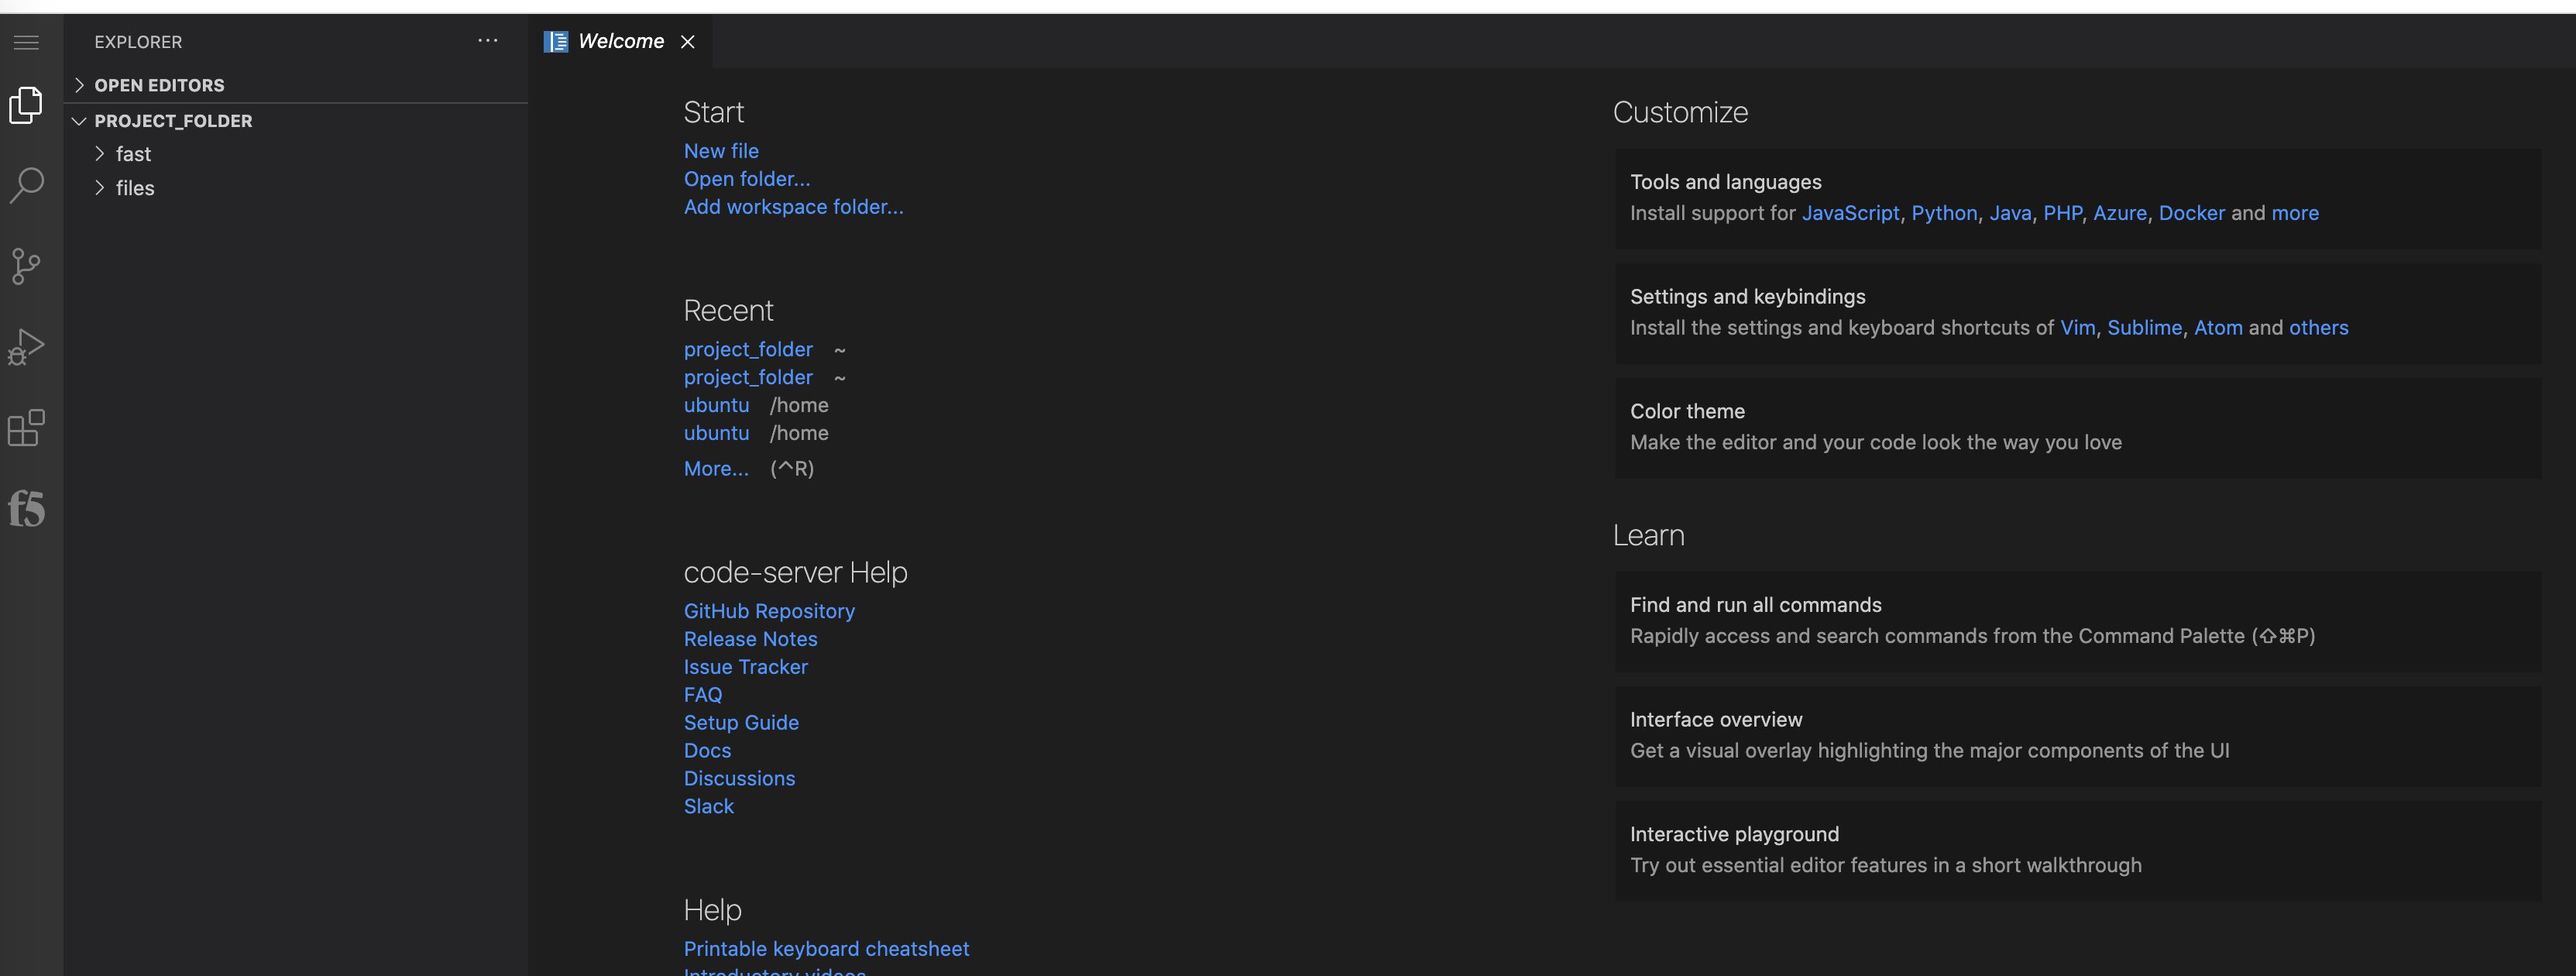 EXPLORER ...
OPEN EDITORS
PROJECT_FOLDER
fast
files
f5
Welcome
Start
New file
Open folder...
Add workspace folder...
Recent
project_folder ~
project_folder ~
ubuntu /home
ubuntu /home
More... (^R)
code-server Help
GitHub Repository
Release Notes
Issue Tracker
FAQ
Setup Guide
Docs
Discussions
Slack
Help
Printable keyboard cheatsheet
Introductory videos
Customize
Tools and languages
Install support for JavaScript, Python, Java, PHP, Azure, Docker and more
Settings and keybindings
Install the settings and keyboard shortcuts of Vim, Sublime, Atom and others
Color theme
Make the editor and your code look the way you love
Learn
Find and run all commands
Rapidly access and search commands from the Command Palette (⇧⌘P)
Interface overview
Get a visual overlay highlighting the major components of the UI
Interactive playground
Try out essential editor features in a short walkthrough